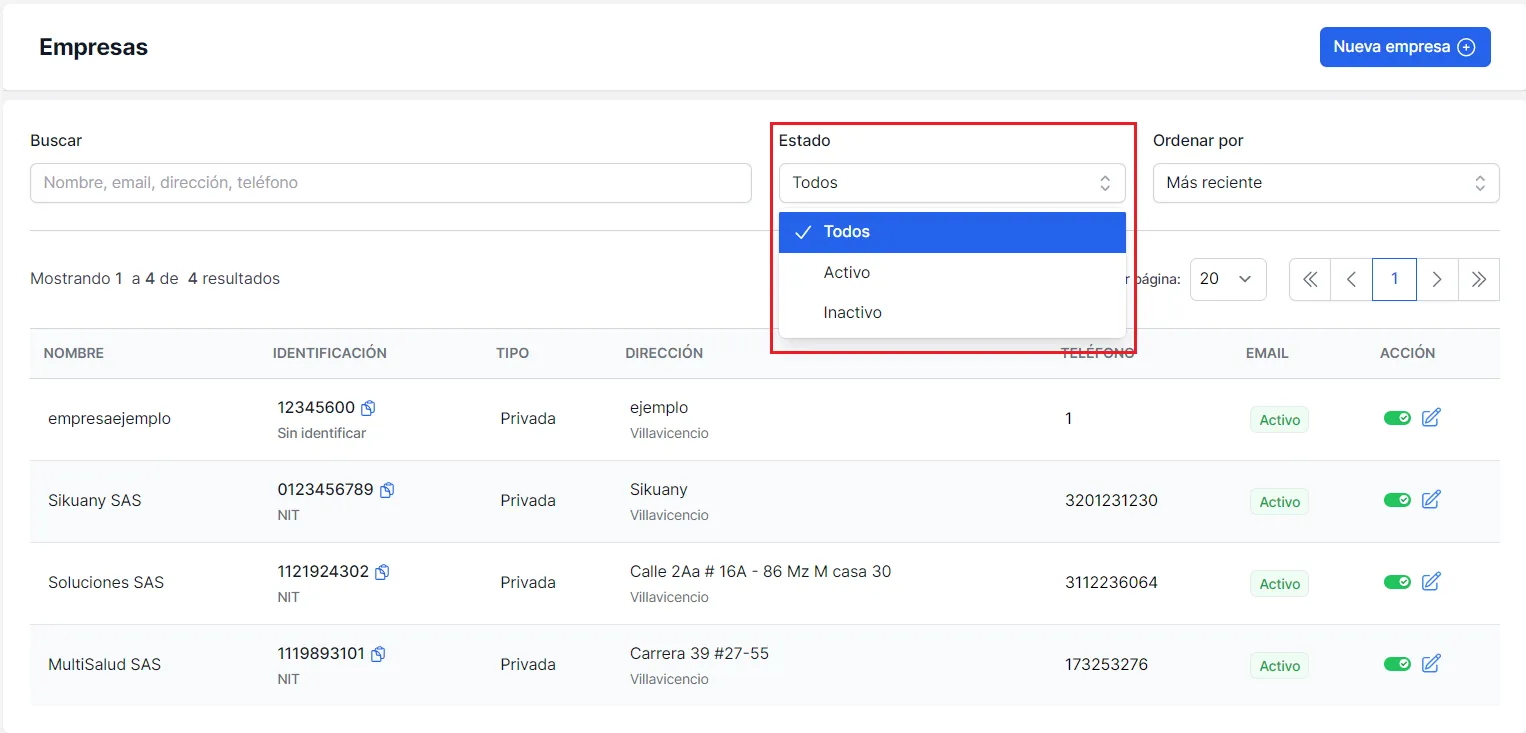 Empresas
Nueva empresa
Buscar
Estado
Ordenar por
Nombre, email, dirección, teléfono
Todos
Más reciente
Todos
Activo
Inactivo
Mostrando 1 a 4 de 4 resultados
página:
20
1
NOMBRE IDENTIFICACIÓN TIPO DIRECCIÓN TELÉFONO EMAIL ACCIÓN
empresaejemplo
12345600
Sin identificar
Privada
ejemplo
Villavicencio
1
Activo
Sikuany SAS
0123456789
NIT
Privada
Sikuany
Villavicencio
3201231230
Activo
Soluciones SAS
1121924302
NIT
Privada
Calle 2Aa # 16A - 86 Mz M casa 30
Villavicencio
3112236064
Activo
MultiSalud SAS
1119893101
NIT
Privada
Carrera 39 #27-55
Villavicencio
173253276
Activo